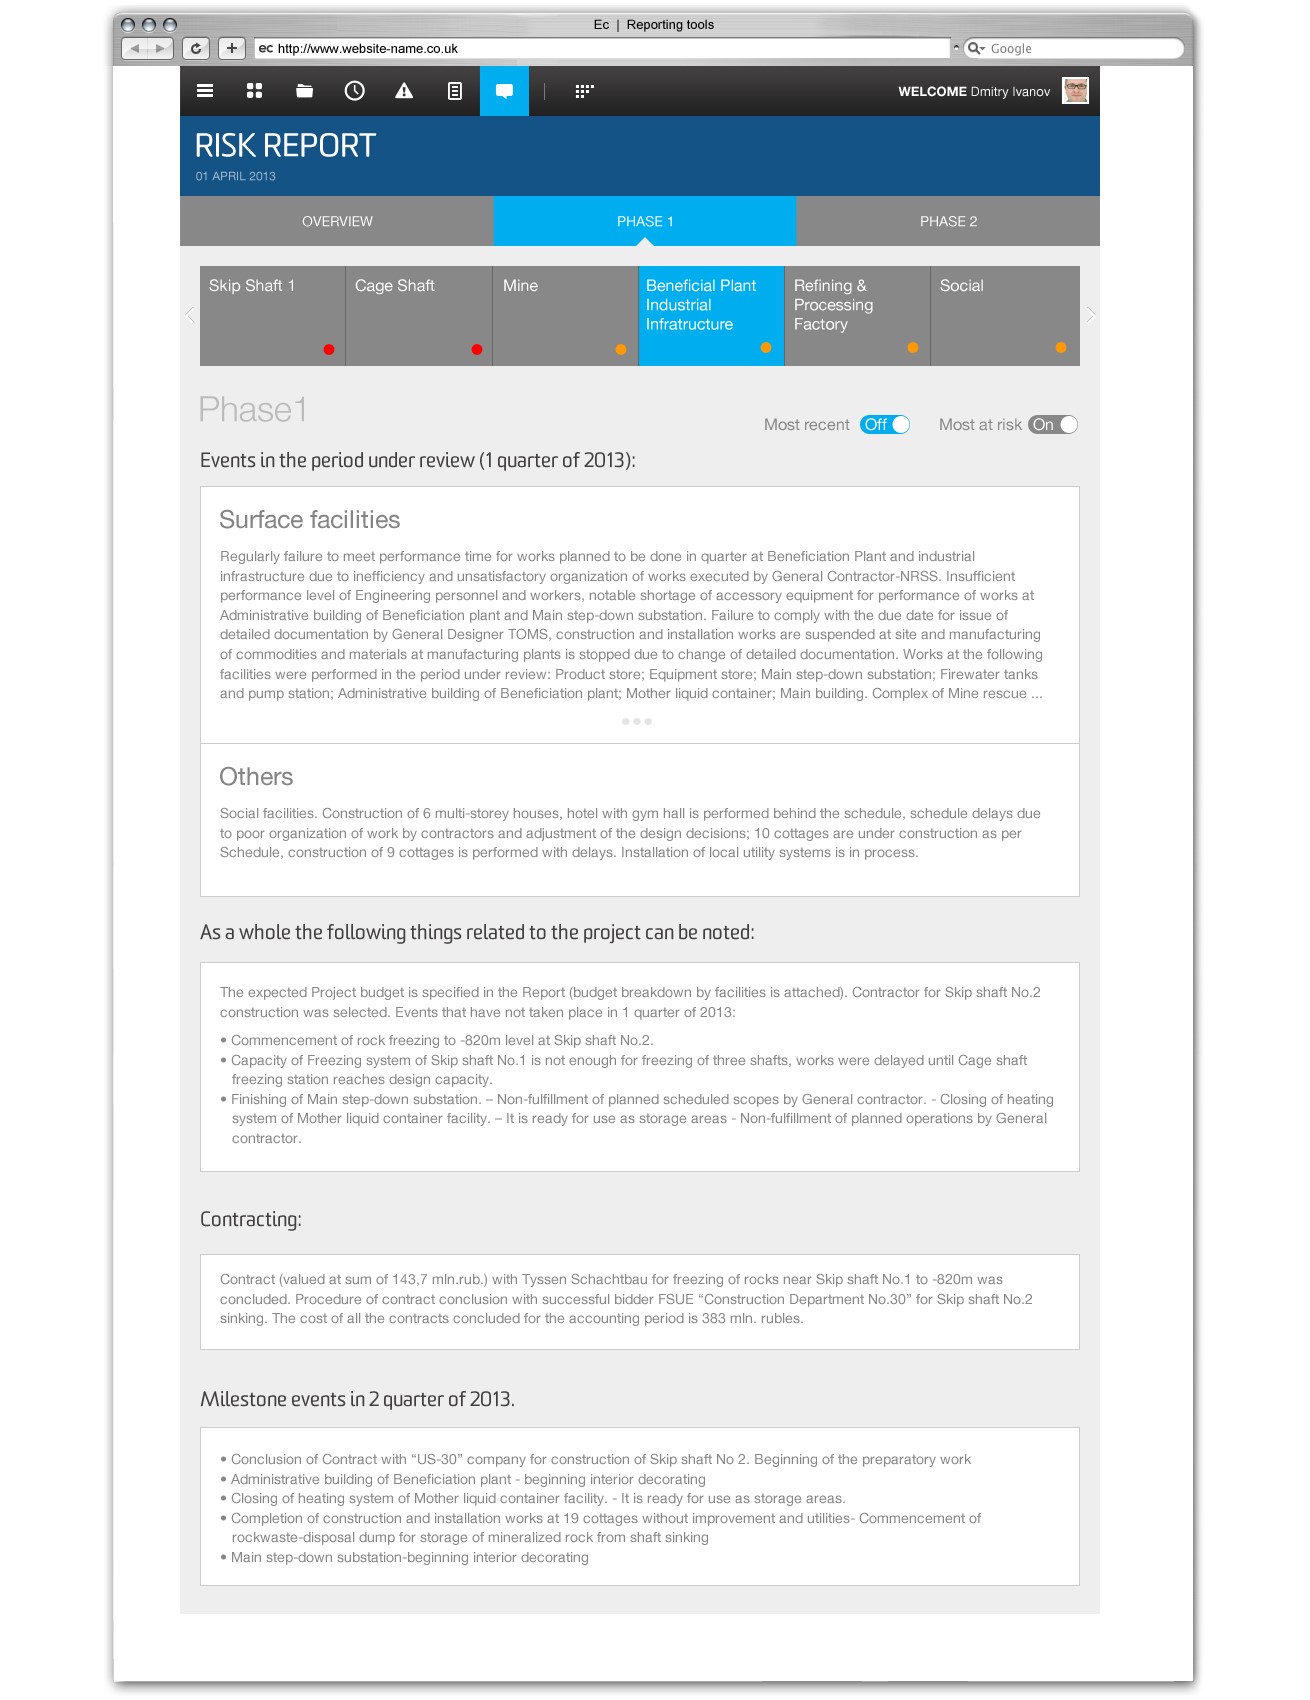 Ec | Reporting tools
ec http://www.website-name.co.uk
Google
WELCOME Dmitry Ivanov
RISK REPORT
01 APRIL 2013
OVERVIEW
PHASE 1
PHASE 2
Skip Shaft 1
Cage Shaft
Mine
Beneficial Plant
Industrial
Infratructure
Refining &
Processing
Factory
Social
Phase1
Most recent Off
Most at risk On
Events in the period under review (1 quarter of 2013):
Surface facilities
Regularly failure to meet performance time for works planned to be done in quarter at Beneficiation Plant and industrial
infrastructure due to inefficiency and unsatisfactory organization of works executed by General Contractor-NRSS. Insufficient
performance level of Engineering personnel and workers, notable shortage of accessory equipment for performance of works at
Administrative building of Beneficiation plant and Main step-down substation. Failure to comply with the due date for issue of
detailed documentation by General Designer TOMS, construction and installation works are suspended at site and manufacturing
of commodities and materials at manufacturing plants is stopped due to change of detailed documentation. Works at the following
facilities were performed in the period under review: Product store; Equipment store; Main step-down substation; Firewater tanks
and pump station; Administrative building of Beneficiation plant; Mother liquid container; Main building. Complex of Mine rescue ...
Others
Social facilities. Construction of 6 multi-storey houses, hotel with gym hall is performed behind the schedule, schedule delays due
to poor organization of work by contractors and adjustment of the design decisions; 10 cottages are under construction as per
Schedule, construction of 9 cottages is performed with delays. Installation of local utility systems is in process.
As a whole the following things related to the project can be noted:
The expected Project budget is specified in the Report (budget breakdown by facilities is attached). Contractor for Skip shaft No.2
construction was selected. Events that have not taken place in 1 quarter of 2013:
• Commencement of rock freezing to -820m level at Skip shaft No.2.
• Capacity of Freezing system of Skip shaft No.1 is not enough for freezing of three shafts, works were delayed until Cage shaft
freezing station reaches design capacity.
• Finishing of Main step-down substation. – Non-fulfillment of planned scheduled scopes by General contractor. - Closing of heating
system of Mother liquid container facility. – It is ready for use as storage areas - Non-fulfillment of planned operations by General
contractor.
Contracting:
Contract (valued at sum of 143,7 mln.rub.) with Tyssen Schachtbau for freezing of rocks near Skip shaft No.1 to -820m was
concluded. Procedure of contract conclusion with successful bidder FSUE “Construction Department No.30” for Skip shaft No.2
sinking. The cost of all the contracts concluded for the accounting period is 383 mln. rubles.
Milestone events in 2 quarter of 2013.
• Conclusion of Contract with “US-30” company for construction of Skip shaft No 2. Beginning of the preparatory work
• Administrative building of Beneficiation plant - beginning interior decorating
• Closing of heating system of Mother liquid container facility. - It is ready for use as storage areas.
• Completion of construction and installation works at 19 cottages without improvement and utilities- Commencement of
rockwaste-disposal dump for storage of mineralized rock from shaft sinking
• Main step-down substation-beginning interior decorating